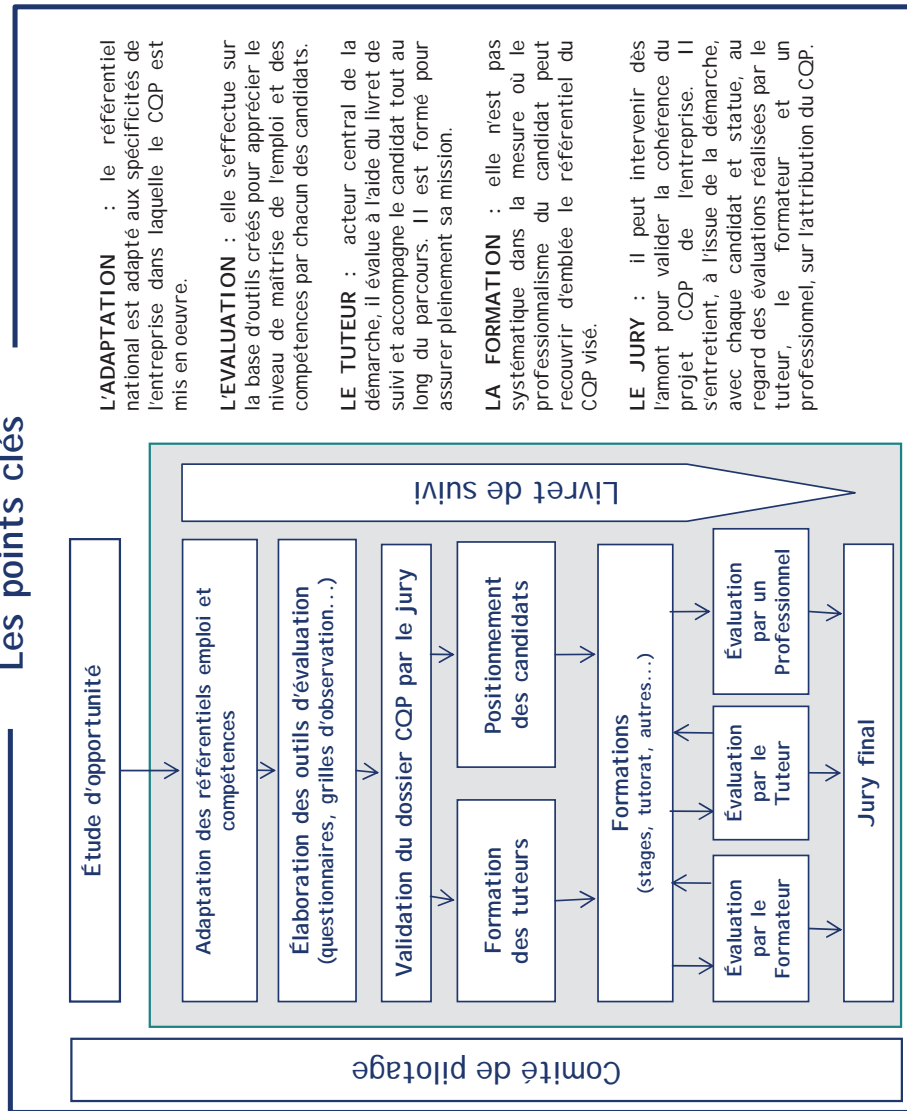 Les points clés
Comité de pilotage
Étude d'opportunité
Adaptation des référentiels emploi et
compétences
Élaboration des outils d'évaluation
(questionnaires, grilles d'observation...)
Validation du dossier CQP par le jury
Formation
des tuteurs
Positionnement
des candidats
Formations
(stages, tutorat, autres...)
Évaluation
par le
Formateur
Évaluation
par le
Tuteur
Évaluation
par un
Professionnel
Jury final
Livret de suivi
L'ADAPTATION : le référentiel
national est adapté aux spécificités de
l'entreprise dans laquelle le CQP est
mis en oeuvre.
L'EVALUATION : elle s'effectue sur
la base d'outils créés pour apprécier le
niveau de maîtrise de l'emploi et des
compétences par chacun des candidats.
LE TUTEUR : acteur central de la
démarche, il évalue à l'aide du livret de
suivi et accompagne le candidat tout au
long du parcours. Il est formé pour
assurer pleinement sa mission.
LA FORMATION : elle n'est pas
systématique dans la mesure où le
professionnalisme du candidat peut
recouvrir d'emblée le référentiel du
CQP visé.
LE JURY : il peut intervenir dès
l'amont pour valider la cohérence du
projet CQP de l'entreprise. Il
s'entretient, à l'issue de la démarche,
avec chaque candidat et statue, au
regard des évaluations réalisées par le
tuteur, le formateur et un
professionnel, sur l'attribution du CQP.